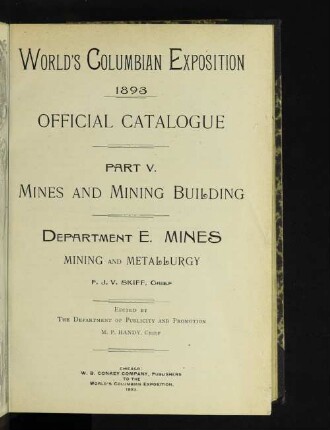 WORLD'S COLUMBIAN EXPOSITION
1893
OFFICIAL CATALOGUE
PART V.
MINES AND MINING BUILDING
DEPARTMENT E. MINES
MINING AND METALLURGY
F. J. V. SKIFF, CHIEF
EDITED BY
THE DEPARTMENT OF PUBLICITY AND PROMOTION
M. P. HANDY, CHIEF
CHICAGO:
W. B. CONKEY COMPANY, PUBLISHERS
TO THE
WORLD'S COLUMBIAN EXPOSITION.
1893.